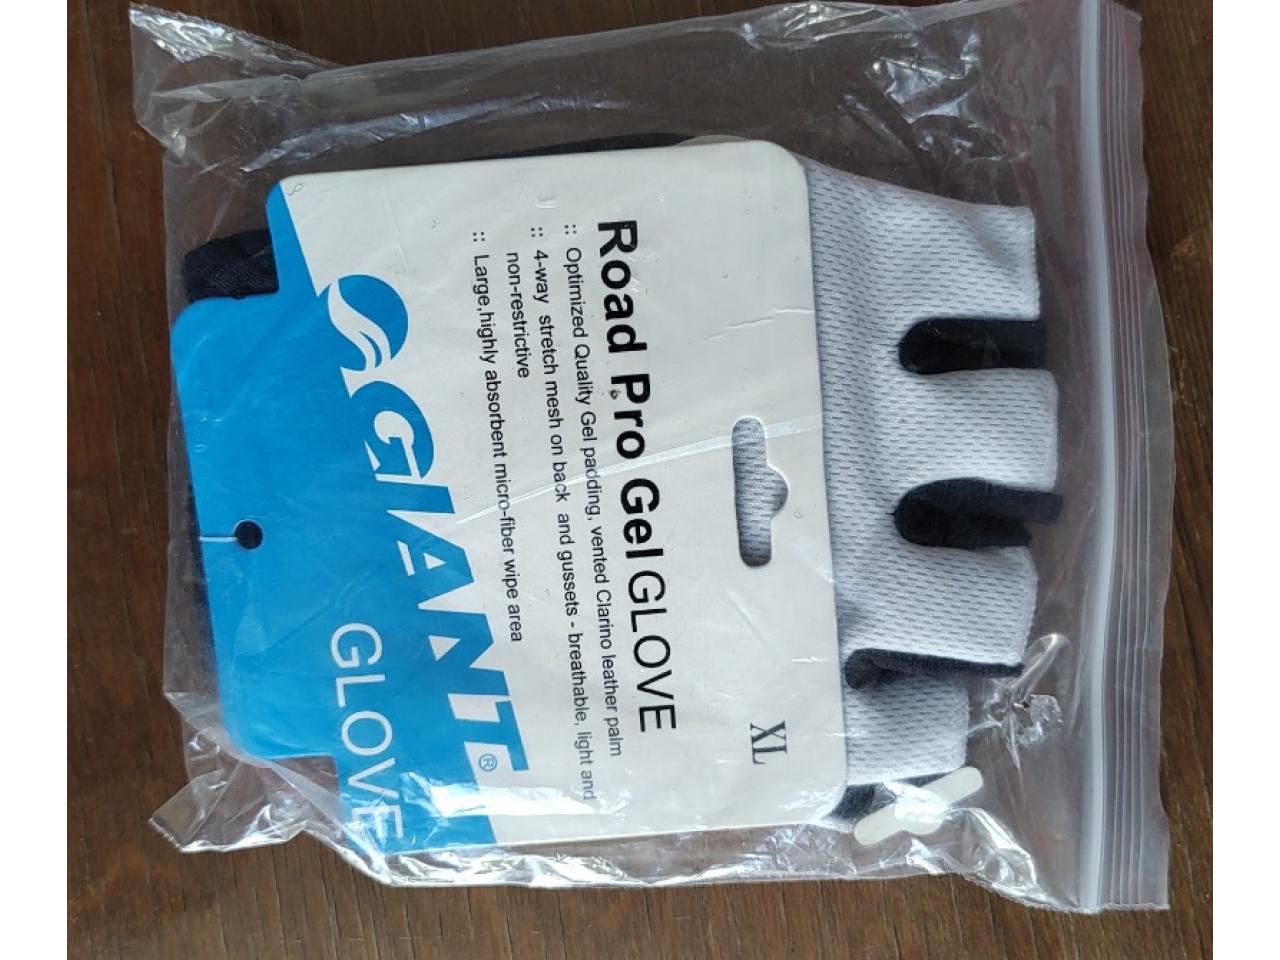 XL
Road Pro Gel GLOVE
:: Optimized Quality Gel padding, vented Clarino leather palm
:: 4-way stretch mesh on back and gussets - breathable, light and
non-restrictive
:: Large,highly absorbent micro-fiber wipe area
GIANT®
GLOVE